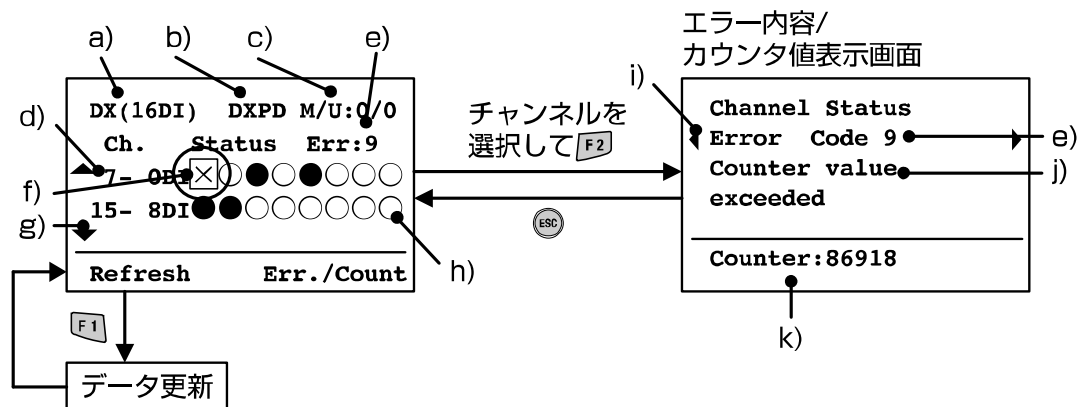 エラー内容/
カウンタ値表示画面
a)
b)
c)
e)
DX(16DI) DXPD M/U:0/0
d)
Ch. Status Err:9
f)
7- 0DI
15- 8DI
g)
h)
Refresh Err./Count
F1
データ更新
チャンネルを
選択してF2
ESC
i)
Channel Status
Error Code 9
e)
Counter value
j)
exceeded
Counter:86918
k)